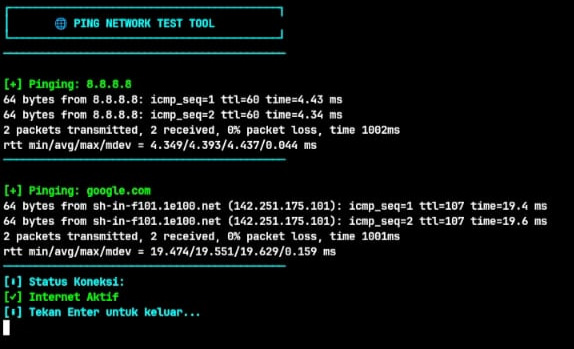 🌐 PING NETWORK TEST TOOL
[+] Pinging: 8.8.8.8
64 bytes from 8.8.8.8: icmp_seq=1 ttl=60 time=4.43 ms
64 bytes from 8.8.8.8: icmp_seq=2 ttl=60 time=4.34 ms
2 packets transmitted, 2 received, 0% packet loss, time 1002ms
rtt min/avg/max/mdev = 4.349/4.393/4.437/0.044 ms
[+] Pinging: google.com
64 bytes from sh-in-f101.1e100.net (142.251.175.101): icmp_seq=1 ttl=107 time=19.4 ms
64 bytes from sh-in-f101.1e100.net (142.251.175.101): icmp_seq=2 ttl=107 time=19.6 ms
2 packets transmitted, 2 received, 0% packet loss, time 1001ms
rtt min/avg/max/mdev = 19.474/19.551/19.629/0.159 ms
[ℹ] Status Koneksi:
[✓] Internet Aktif
[ℹ] Tekan Enter untuk keluar...